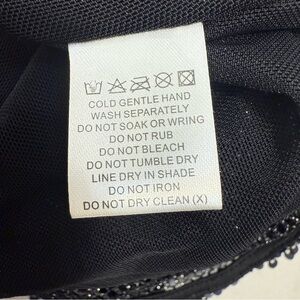 COLD GENTLE HAND
WASH SEPARATELY
DO NOT SOAK OR WRING
DO NOT RUB
DO NOT BLEACH
DO NOT TUMBLE DRY
LINE DRY IN SHADE
DO NOT IRON
DO NOT DRY CLEAN (X)